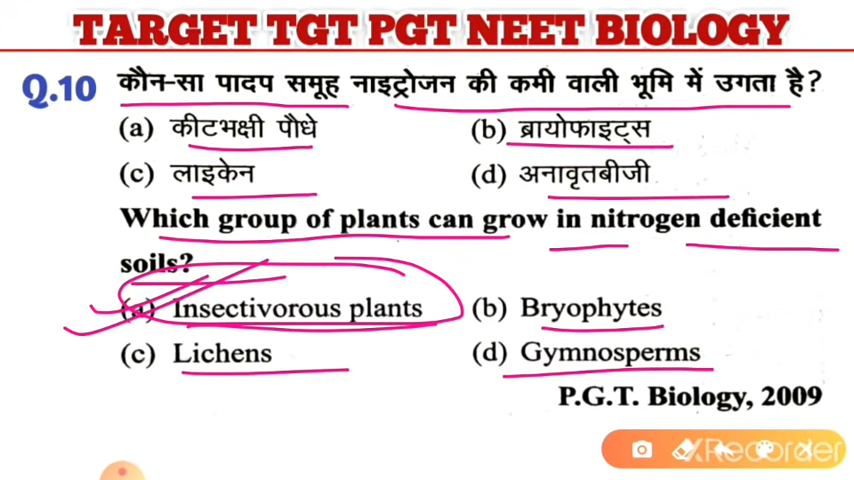 TARGET TGT PGT NEET BIOLOGY
Q.10 कौन-सा पादप समूह नाइट्रोजन की कमी वाली भूमि में उगता है?
(a) कीटभक्षी पौधे (b) ब्रायोफाइट्स
(c) लाइकेन (d) अनावृतबीजी
Which group of plants can grow in nitrogen deficient
soils?
(a) Insectivorous plants (b) Bryophytes
(c) Lichens (d) Gymnosperms
P.G.T. Biology, 2009
XRecorder